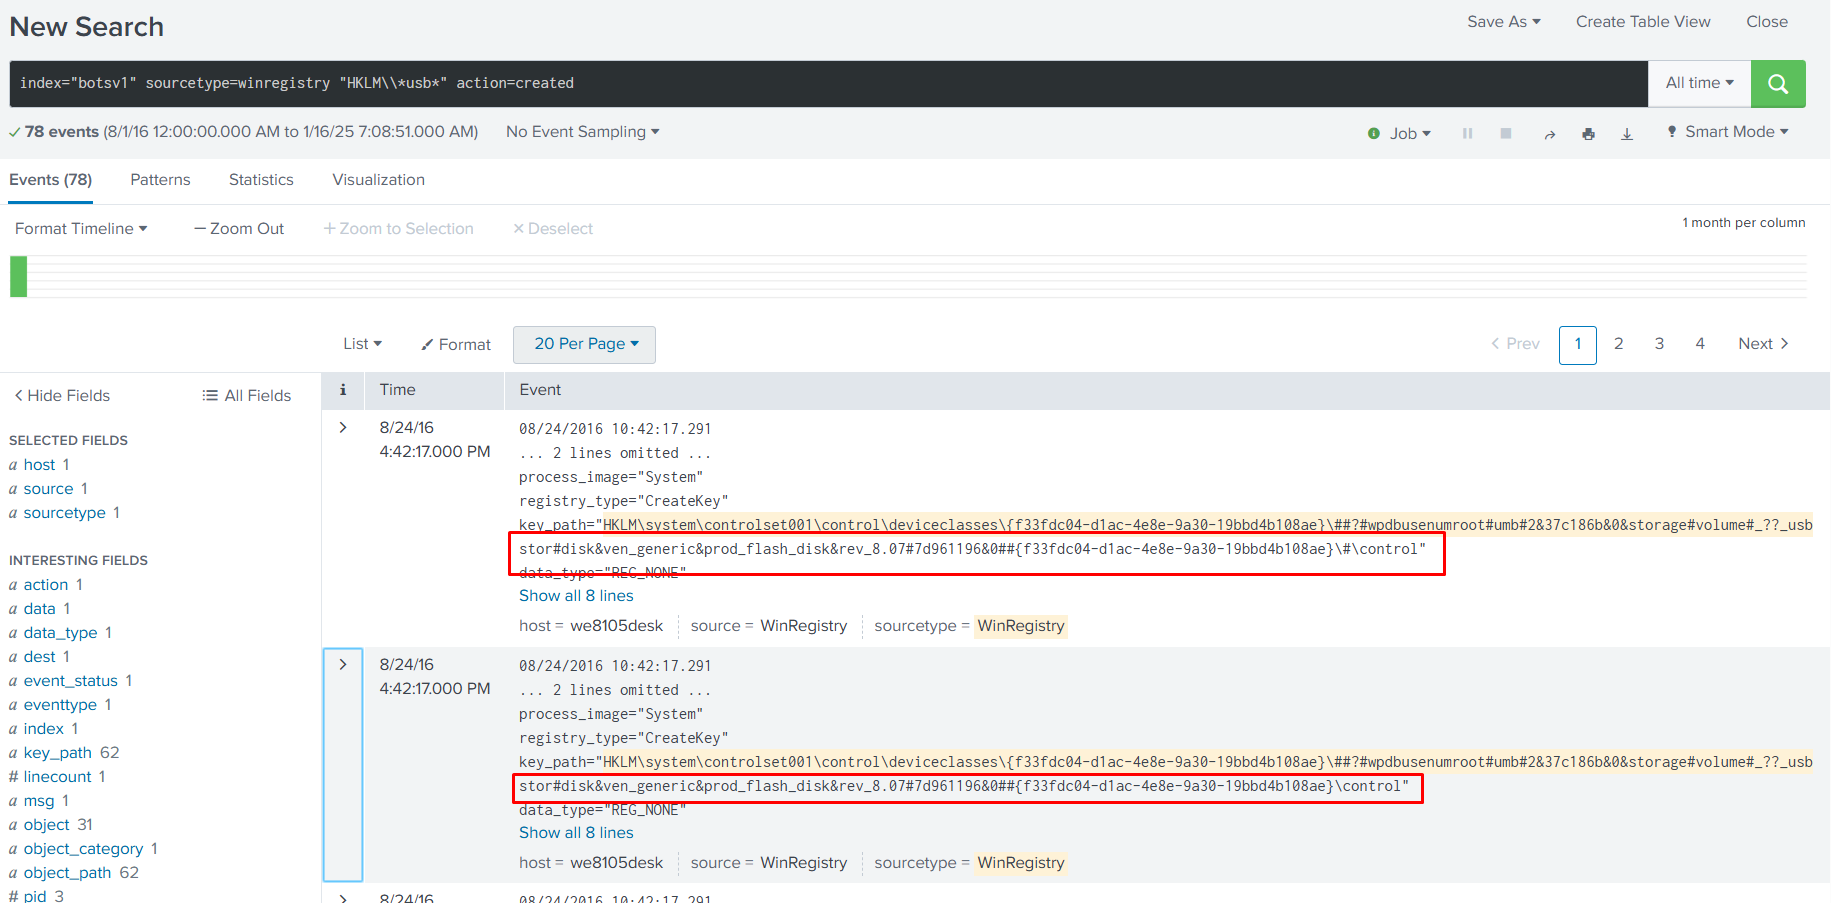 New Search
Save As
Create Table View
Close
index="botsv1" sourcetype=winregistry "HKLM\\*usb*" action=created
All time
78 events (8/1/16 12:00:00.000 AM to 1/16/25 7:08:51.000 AM)
No Event Sampling
Job
Smart Mode
Events (78)
Patterns
Statistics
Visualization
Format Timeline
— Zoom Out
+ Zoom to Selection
× Deselect
1 month per column
List
Format
20 Per Page
< Prev
1
2
3
4
Next >
< Hide Fields
All Fields
i
Time
Event
SELECTED FIELDS
a host 1
a source 1
a sourcetype 1
INTERESTING FIELDS
a action 1
a data 1
a data_type 1
a dest 1
a event_status 1
a eventtype 1
a index 1
a key_path 62
# linecount 1
a msg 1
a object 31
a object_category 1
a object_path 62
# pid 3
8/24/16
4:42:17.000 PM
08/24/2016 10:42:17.291
... 2 lines omitted ...
process_image="System"
registry_type="CreateKey"
key_path="HKLM\system\controlset001\control\deviceclasses\{f33fdc04-d1ac-4e8e-9a30-19bbd4b108ae}\##?#wpdbusenumroot#umb#2&37c186b&0&storage#volume#_??_usb
stor#disk&ven_generic&prod_flash_disk&rev_8.07#7d961196&0##{f33fdc04-d1ac-4e8e-9a30-19bbd4b108ae}\#\control"
data_type="REG_NONE"
Show all 8 lines
host = we8105desk
source = WinRegistry
sourcetype = WinRegistry
8/24/16
4:42:17.000 PM
08/24/2016 10:42:17.291
... 2 lines omitted ...
process_image="System"
registry_type="CreateKey"
key_path="HKLM\system\controlset001\control\deviceclasses\{f33fdc04-d1ac-4e8e-9a30-19bbd4b108ae}\##?#wpdbusenumroot#umb#2&37c186b&0&storage#volume#_??_usb
stor#disk&ven_generic&prod_flash_disk&rev_8.07#7d961196&0##{f33fdc04-d1ac-4e8e-9a30-19bbd4b108ae}\control"
data_type="REG_NONE"
Show all 8 lines
host = we8105desk
source = WinRegistry
sourcetype = WinRegistry
8/24/16
08/24/2016 10:42:17.291